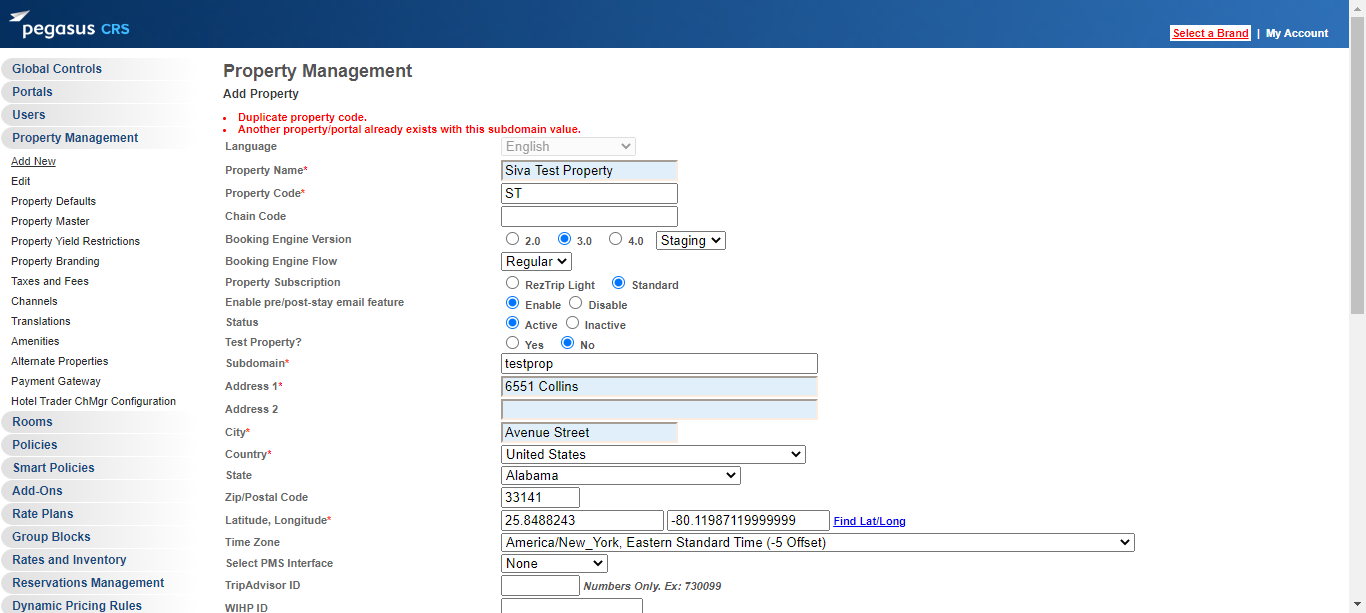 pegasus CRS
Select a Brand | My Account
Global Controls
Portals
Users
Property Management
Add New
Edit
Property Defaults
Property Master
Property Yield Restrictions
Property Branding
Taxes and Fees
Channels
Translations
Amenities
Alternate Properties
Payment Gateway
Hotel Trader ChMgr Configuration
Rooms
Policies
Smart Policies
Add-Ons
Rate Plans
Group Blocks
Rates and Inventory
Reservations Management
Dynamic Pricing Rules
Property Management
Add Property
• Duplicate property code.
• Another property/portal already exists with this subdomain value.
Language English
Property Name* Siva Test Property
Property Code* ST
Chain Code
Booking Engine Version 2.0 3.0 4.0 Staging
Booking Engine Flow Regular
Property Subscription RezTrip Light Standard
Enable pre/post-stay email feature Enable Disable
Status Active Inactive
Test Property? Yes No
Subdomain* testprop
Address 1* 6551 Collins
Address 2
City* Avenue Street
Country* United States
State Alabama
Zip/Postal Code 33141
Latitude, Longitude* 25.8488243 -80.11987119999999 Find Lat/Long
Time Zone America/New_York, Eastern Standard Time (-5 Offset)
Select PMS Interface None
TripAdvisor ID Numbers Only. Ex: 730099
WIHP ID